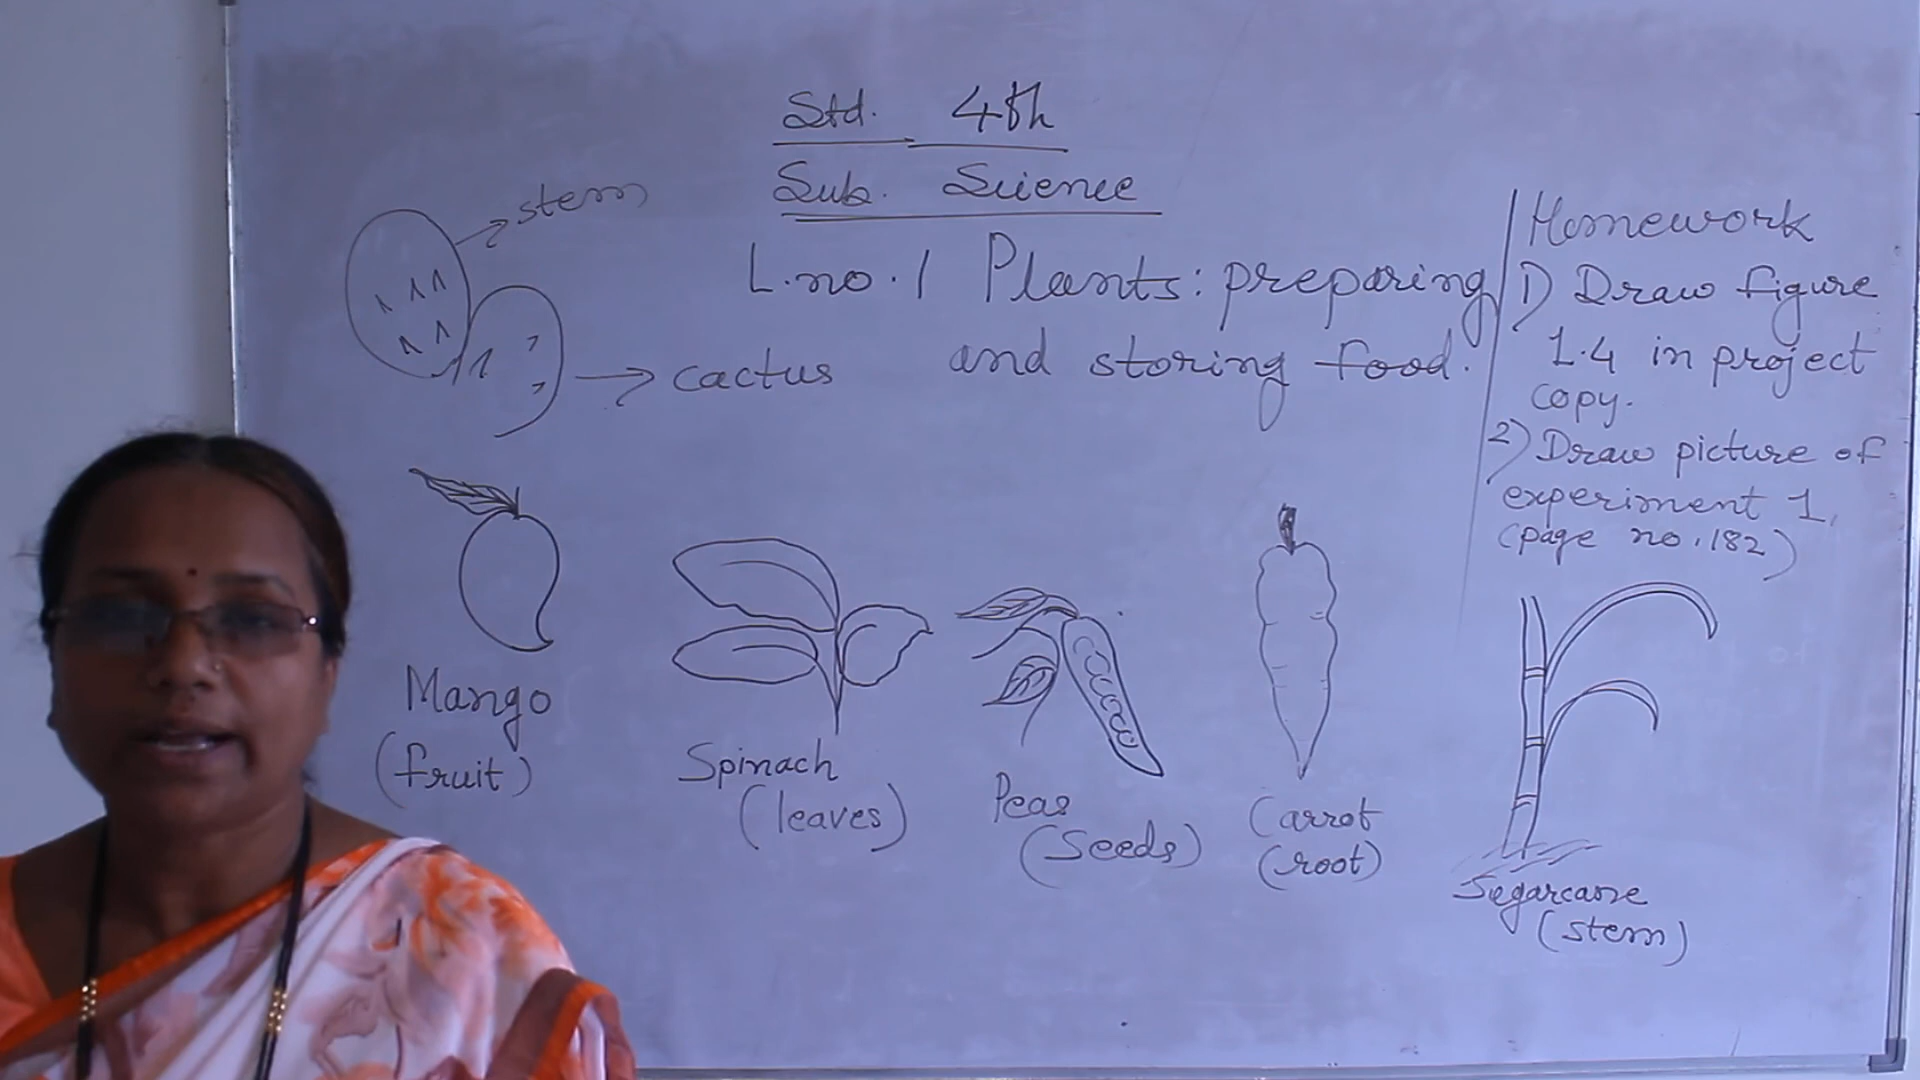 Std. 4th
Sub. Science
L.no.1 Plants: preparing
and storing food.
stem
cactus
Mango
(fruit)
Spinach
(leaves)
Peas
(Seeds)
Carrot
(root)
Sugarcane
(stem)
Homework
1) Draw figure
1.4 in project
copy.
2) Draw picture of
experiment 1,
(page no. 182)